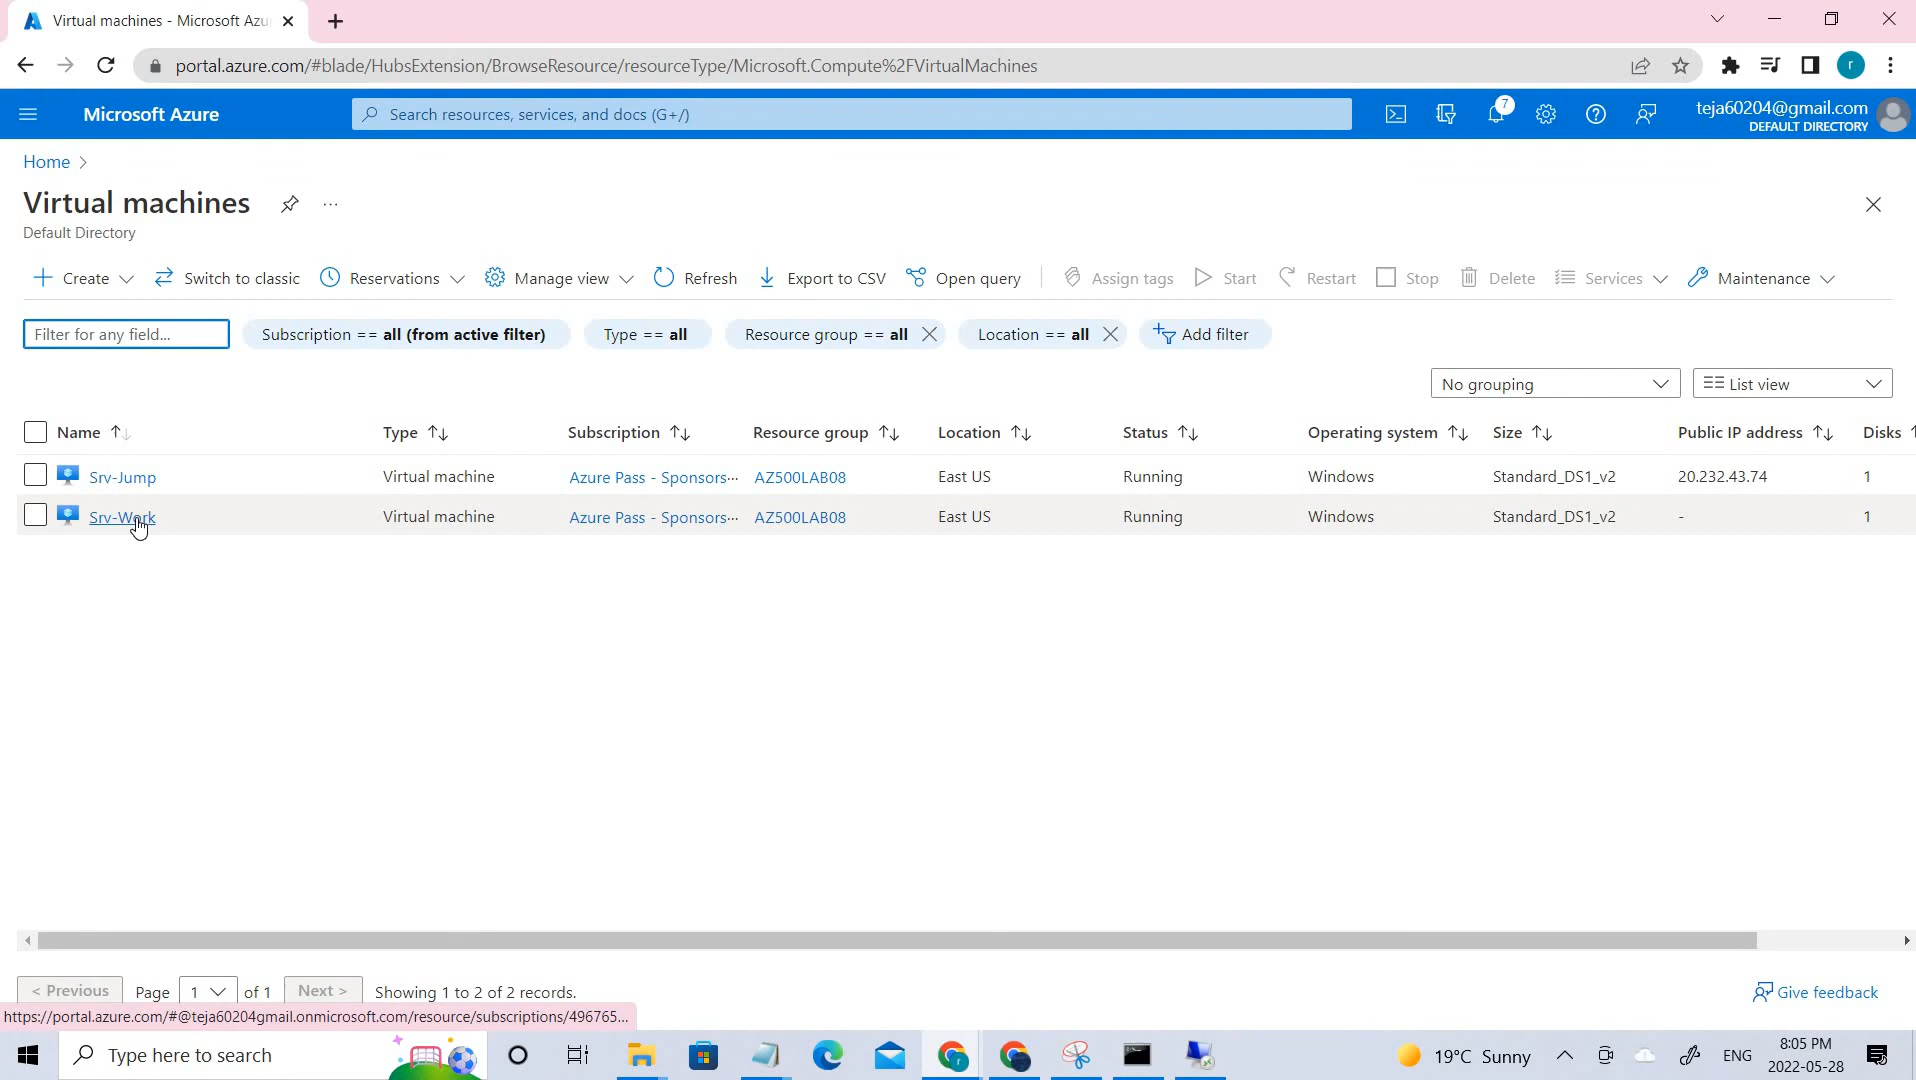 Virtual machines - Microsoft Azu
portal.azure.com/#blade/HubsExtension/BrowseResource/resourceType/Microsoft.Compute%2FVirtualMachines
r
Microsoft Azure
Search resources, services, and docs (G+/)
7
teja60204@gmail.com
DEFAULT DIRECTORY
Home >
Virtual machines
Default Directory
Create
Switch to classic
Reservations
Manage view
Refresh
Export to CSV
Open query
Assign tags
Start
Restart
Stop
Delete
Services
Maintenance
Filter for any field...
Subscription == all (from active filter)
Type == all
Resource group == all
Location == all
Add filter
No grouping
List view
Name Type Subscription Resource group Location Status Operating system Size Public IP address Disks
Srv-Jump Virtual machine Azure Pass - Sponsors··· AZ500LAB08 East US Running Windows Standard_DS1_v2 20.232.43.74 1
Srv-Work Virtual machine Azure Pass - Sponsors··· AZ500LAB08 East US Running Windows Standard_DS1_v2 - 1
< Previous Page 1 of 1 Next > Showing 1 to 2 of 2 records.
Give feedback
https://portal.azure.com/#@teja60204gmail.onmicrosoft.com/resource/subscriptions/496765...
Type here to search
r
19°C Sunny
ENG
8:05 PM
2022-05-28